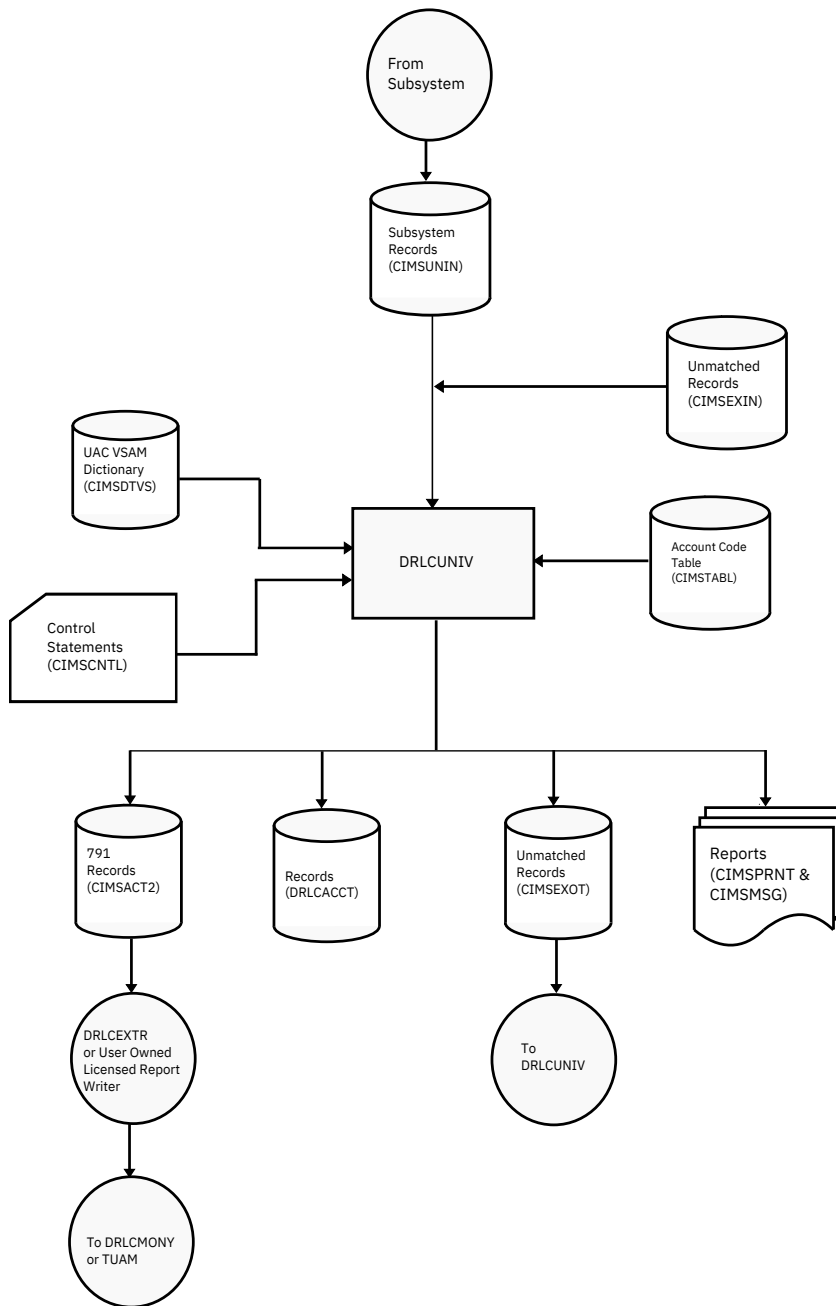 From
Subsystem
Subsystem
Records
(CIMSUNIN)
Unmatched
Records
(CIMSEXIN)
UAC VSAM
Dictionary
(CIMSDTVS)
DRLCUNIV
Account Code
Table
(CIMSTABL)
Control
Statements
(CIMSCNTL)
791
Records
(CIMSACT2)
Records
(DRLCACCT)
Unmatched
Records
(CIMSEXOT)
Reports
(CIMSPRNT &
CIMSMSG)
DRLCEXTR
or User Owned
Licensed Report
Writer
To
DRLCUNIV
To DRLCMONY
or TUAM